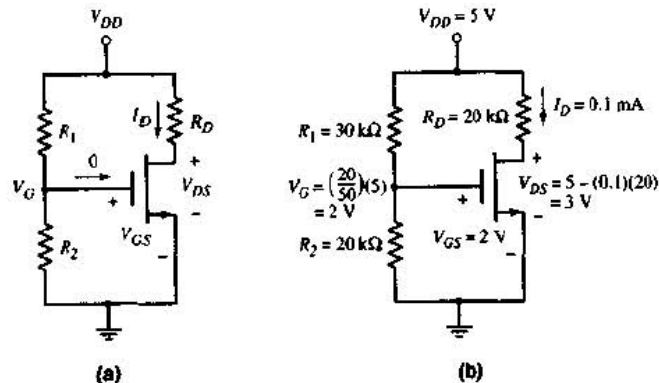 V_DD
I_D
R_D
R_1
0
+
V_G
+
V_DS
V_GS
−
R_2
−
(a)
V_DD = 5 V
R_D = 20 kΩ
I_D = 0.1 mA
R_1 = 30 kΩ
+
V_G = (20/50)(5)
= 2 V
+
V_DS = 5 − (0.1)(20)
= 3 V
−
R_2 = 20 kΩ
V_GS = 2 V
−
(b)